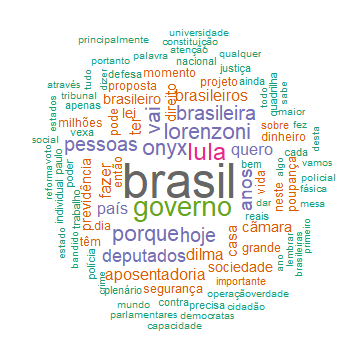 universidade
principalmente constituição
atenção
portanto palavra nacional qualquer
dizer defesa momento justiça
através tudo proposta projeto ainda
tribunal brasileiro direito brasileiros todo quadrilha sabe
estados apenas pode lei ter vai brasileira maior
milhões dinheiro
vexa lorenzoni sobre fez desta
social pessoas onyx lula quero bem cada vamos
reforma voto paulo poder previdência fazer então brasil anos vida neste algo poupança policial
individual trabalho país governo dar fásica
reais mesa
dia porque hoje casa câmara lembrar primeiro
estado bandido têm deputados dilma grande ano brasileiras
polícia aposentadoria sociedade
crime plenário segurança importante
operação verdade
mundo contra precisa cidadão
parlamentares democratas
capacidade